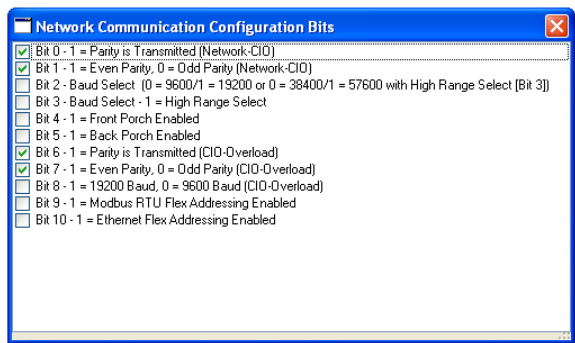 Network Communication Configuration Bits
Bit 0 - 1 = Parity is Transmitted (Network-CIO)
Bit 1 - 1 = Even Parity, 0 = Odd Parity (Network-CIO)
Bit 2 - Baud Select  (0 = 9600/1 = 19200 or 0 = 38400/1 = 57600 with High Range Select [Bit 3])
Bit 3 - Baud Select - 1 = High Range Select
Bit 4 - 1 = Front Porch Enabled
Bit 5 - 1 = Back Porch Enabled
Bit 6 - 1 = Parity is Transmitted (CIO-Overload)
Bit 7 - 1 = Even Parity, 0 = Odd Parity (CIO-Overload)
Bit 8 - 1 = 19200 Baud, 0 = 9600 Baud (CIO-Overload)
Bit 9 - 1 = Modbus RTU Flex Addressing Enabled
Bit 10 - 1 = Ethernet Flex Addressing Enabled